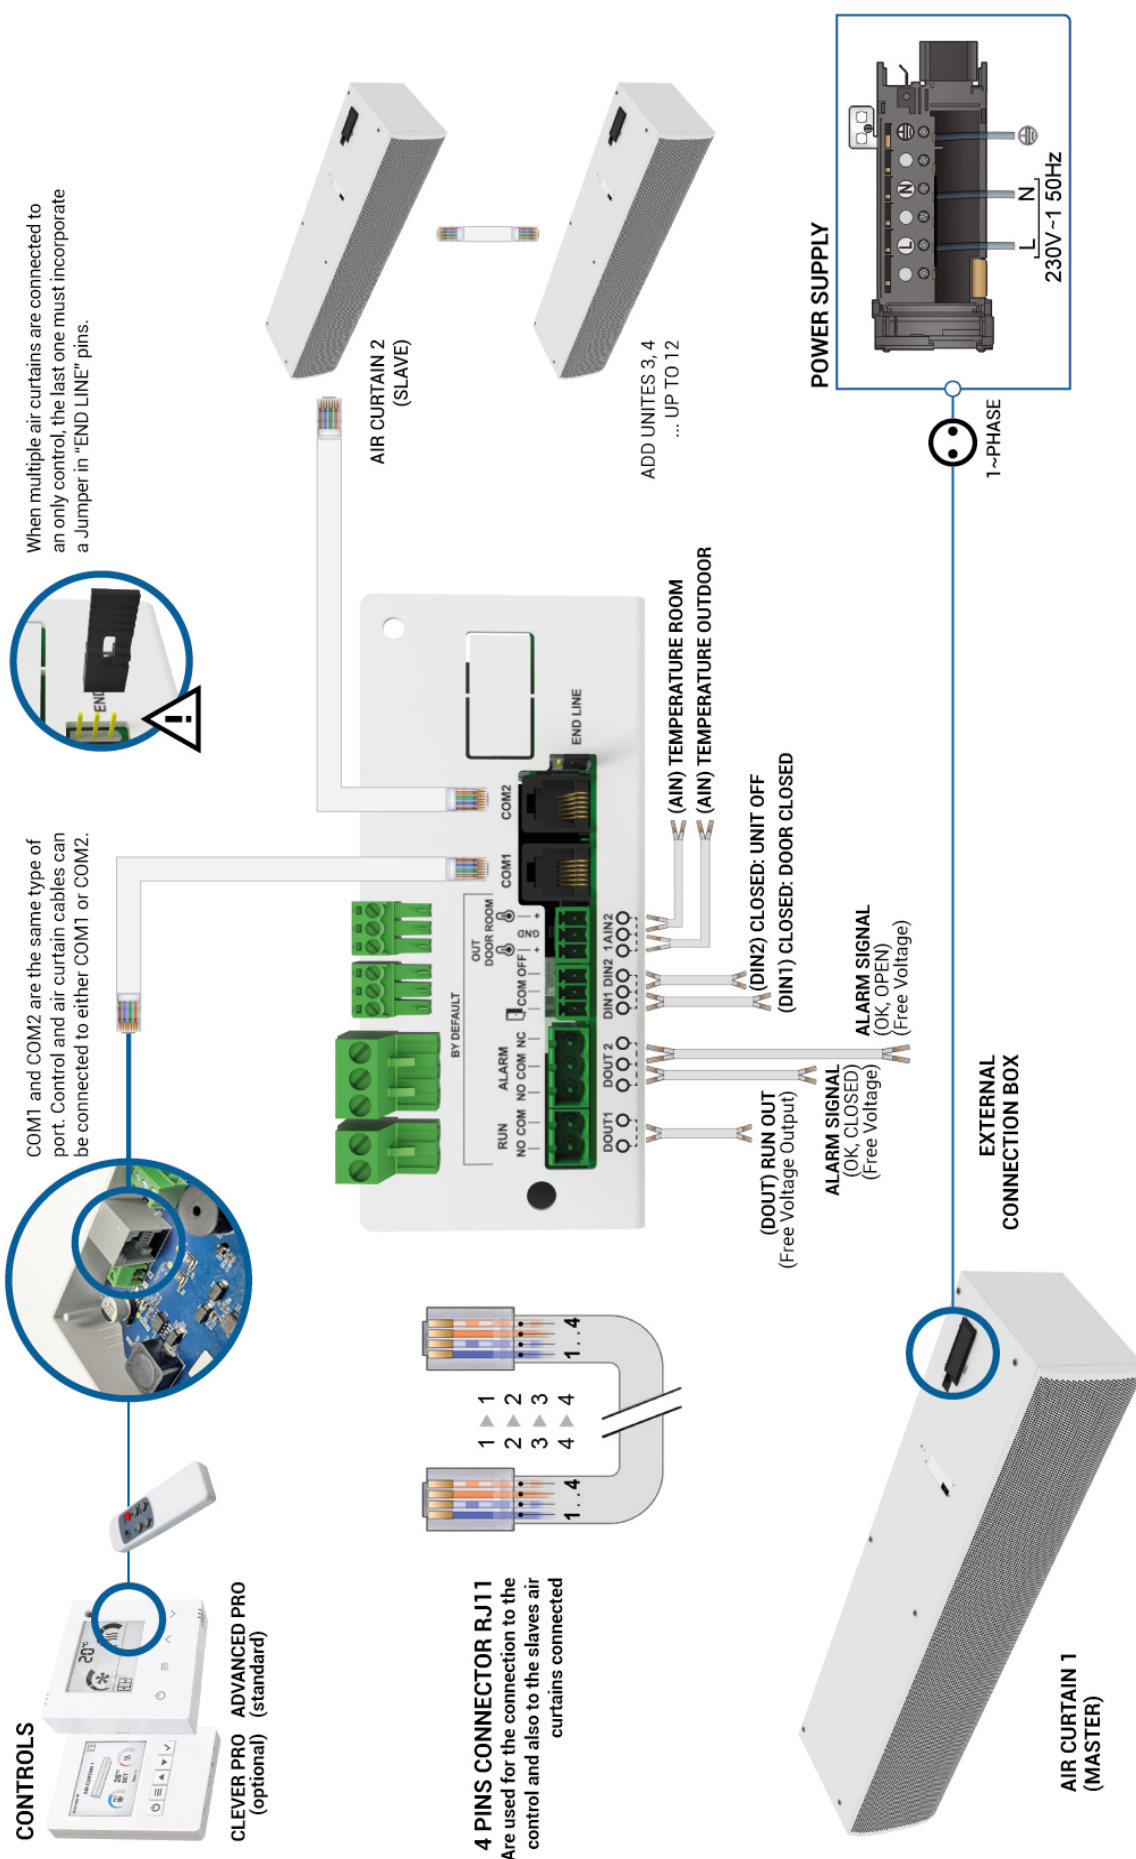 CONTROLS
CLEVER PRO
(optional)
ADVANCED PRO
(standard)
COM1 and COM2 are the same type of
port. Control and air curtain cables can
be connected to either COM1 or COM2.
When multiple air curtains are connected to
an only control, the last one must incorporate
a Jumper in "END LINE" pins.
END
4 PINS CONNECTOR RJ11
Are used for the connection to the
control and also to the slaves air
curtains connected
1 1
2 2
3 3
4 4
1..4
1..4
BY DEFAULT
RUN
NO COM
ALARM
NO COM NC
COM OFF
OUT
DOOR ROOM
+ GND +
COM1
COM2
END LINE
DOUT1
DOUT 2
DIN1 DIN2
1 AIN2
AIR CURTAIN 2
(SLAVE)
ADD UNITES 3, 4
... UP TO 12
(AIN) TEMPERATURE ROOM
(AIN) TEMPERATURE OUTDOOR
(DIN2) CLOSED: UNIT OFF
(DIN1) CLOSED: DOOR CLOSED
(DOUT) RUN OUT
(Free Voltage Output)
ALARM SIGNAL
(OK, CLOSED)
(Free Voltage)
ALARM SIGNAL
(OK, OPEN)
(Free Voltage)
EXTERNAL
CONNECTION BOX
AIR CURTAIN 1
(MASTER)
1~PHASE
POWER SUPPLY
L N
L N
230V~1 50Hz